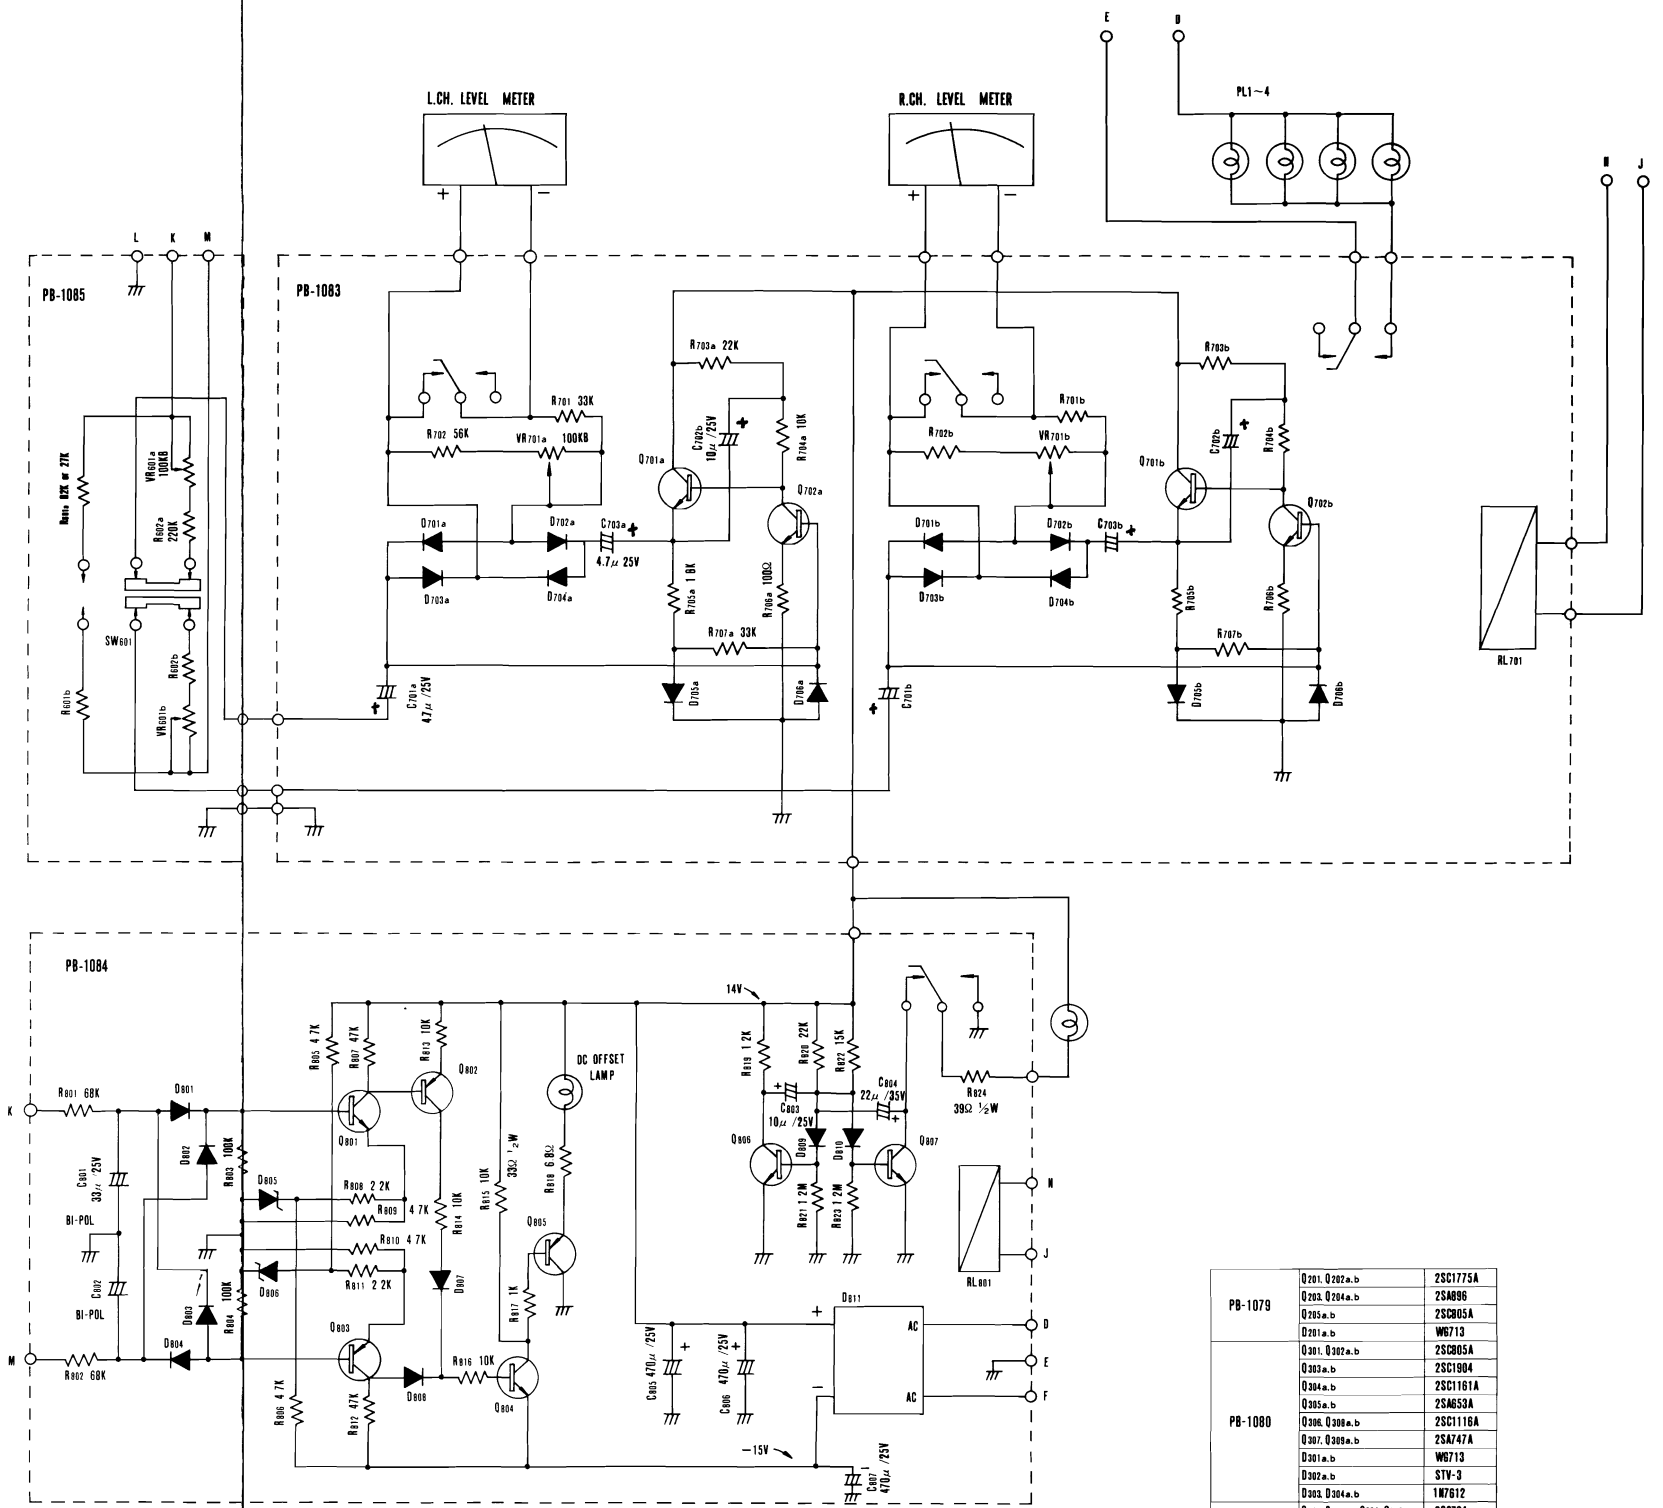 E D
PL1~4
L.CH. LEVEL METER
R.CH. LEVEL METER
N J
+ −
+ −
L K M
PB-1085
PB-1083
R703a 22K
R703b
R701 33K
R701b
R702 56K
VR701a 100KB
C702b 10μ/25V
R704a 10K
R702b
VR701b
C702b
R704b
VR601a 100KB
R602a 220K
R601a 82K or 27K
Q701a
Q702a
Q701b
Q702b
D701a
D702a
C703a
4.7μ 25V
D701b
D702b
C703b
D703a
D704a
R705a 1 8K
R706a 100Ω
D703b
D704b
R705b
R706b
SW601
R602b
R601b
VR601b
R707a 33K
R707b
RL701
C701a 47μ/25V
D705a
D706a
C701b
D705b
D706b
PB-1084
14V
R805 4 7K
R807 47K
R813 10K
Q802
DC OFFSET
LAMP
R819 1 2K
R820 22K
R822 15K
R824
39Ω ½W
K
R801 68K
D801
C803
10μ/25V
C804
22μ/35V
Q801
D802
R803 100K
C801 33μ/25V
BI-POL
D805
R808 2 2K
R809 4 7K
R810 4 7K
R811 2 2K
R814 10K
R815 10K
33Ω ½W
R818 6.8Ω
Q805
Q806
D809
D810
Q807
R821 1 2M
R823 1 2M
N
J
RL801
C802
BI-POL
D803
R804 100K
D806
D807
R817 1K
Q803
D804
M
R802 68K
R816 10K
D808
Q804
R806 4 7K
R812 47K
D811
+
−
AC
AC
D
E
F
C805 470μ/25V
C806 470μ/25V
−15V
C807 470μ/25V
PB-1079
Q201, Q202a.b 2SC1775A
Q203, Q204a.b 2SA896
Q205a.b 2SC805A
D201a.b WG713
PB-1080
Q301, Q302a.b 2SC805A
Q303a.b 2SC1904
Q304a.b 2SC1161A
Q305a.b 2SA653A
Q306, Q308a.b 2SC1116A
Q307, Q309a.b 2SA747A
D301a.b WG713
D302a.b STV-3
D303, D304a.b 1N7612